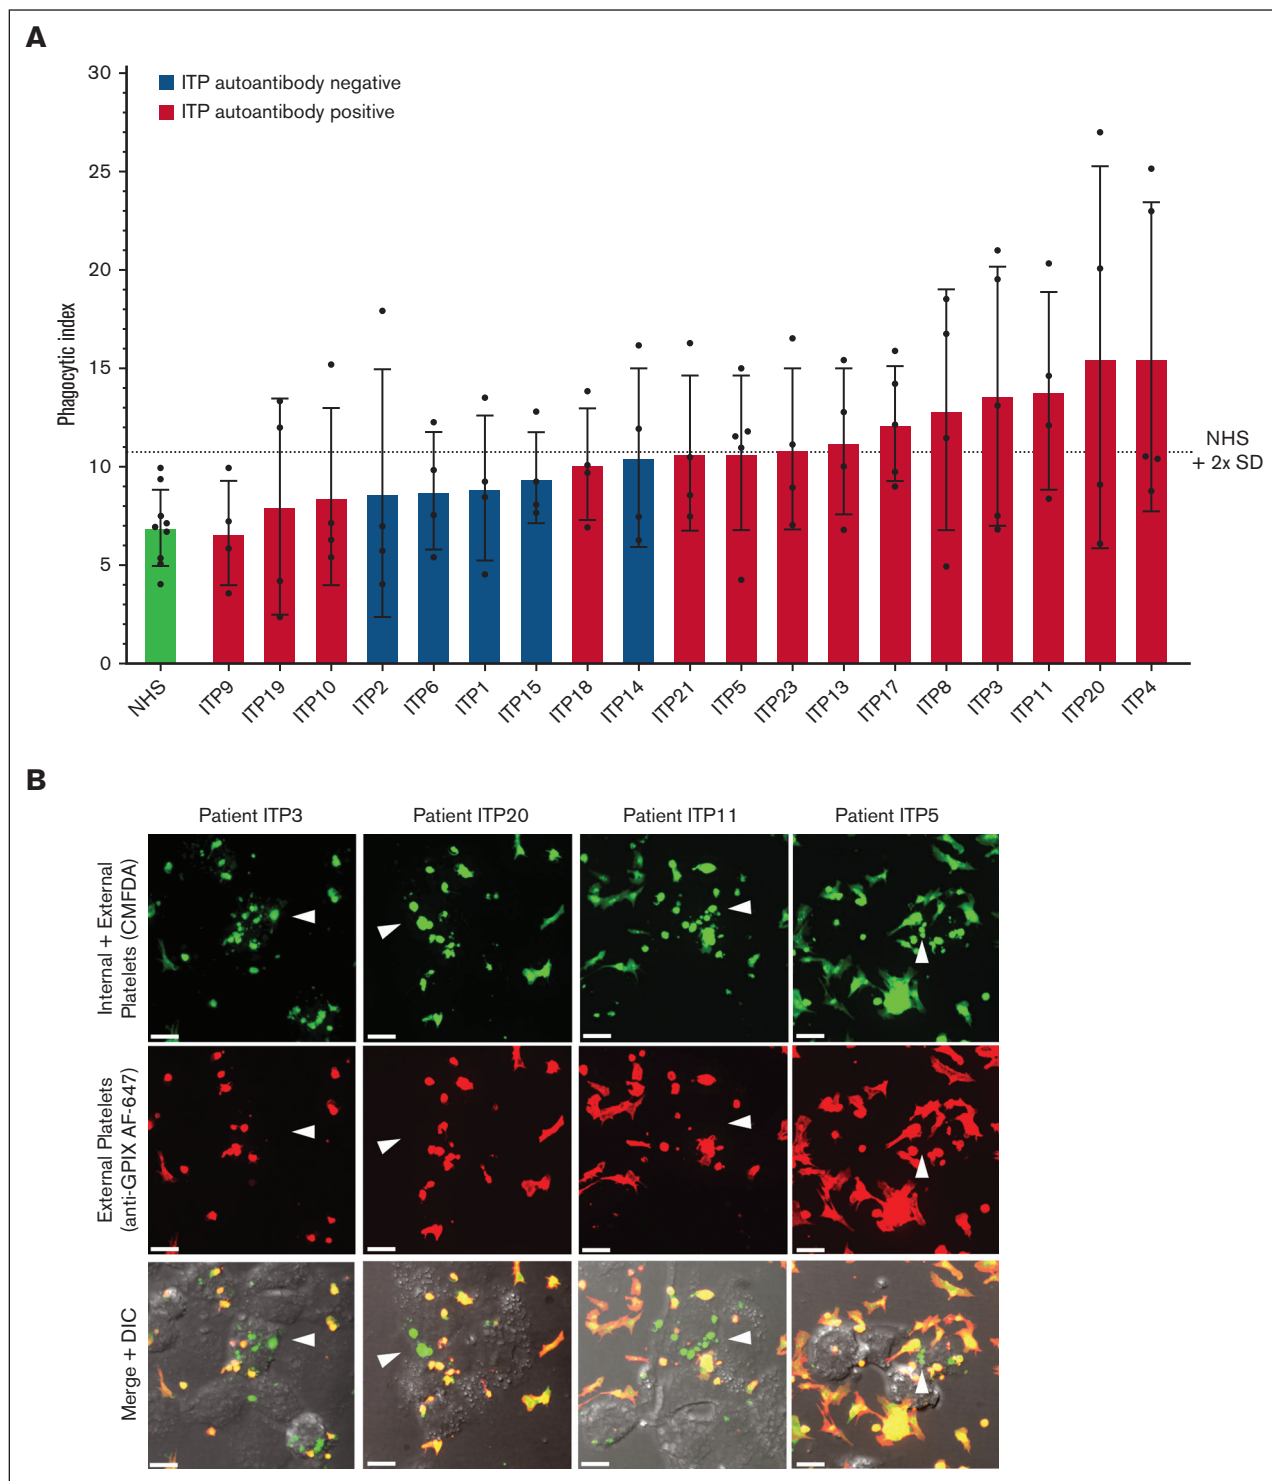 A
30
25
20
15
10
5
0
Phagocytic index
ITP autoantibody negative
ITP autoantibody positive
NHS
+ 2x SD
NHS
ITP9
ITP19
ITP10
ITP2
ITP6
ITP1
ITP15
ITP18
ITP14
ITP21
ITP5
ITP23
ITP13
ITP17
ITP8
ITP3
ITP11
ITP20
ITP4
B
Patient ITP3
Patient ITP20
Patient ITP11
Patient ITP5
Internal + External
Platelets (CMFDA)
External Platelets
(anti-GPIX AF-647)
Merge + DIC